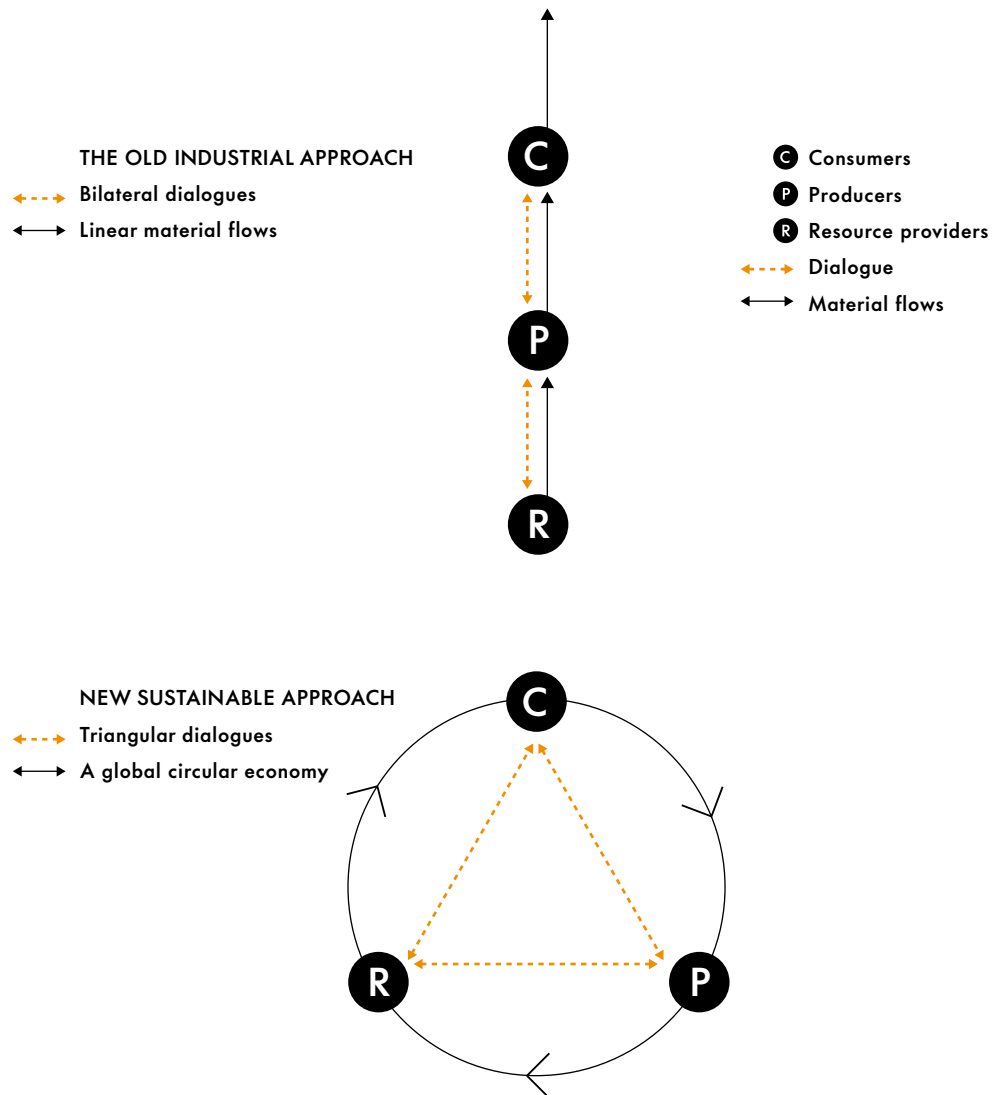 THE OLD INDUSTRIAL APPROACH
Bilateral dialogues
Linear material flows
C
P
R
C Consumers
P Producers
R Resource providers
Dialogue
Material flows
NEW SUSTAINABLE APPROACH
Triangular dialogues
A global circular economy
C
R
P